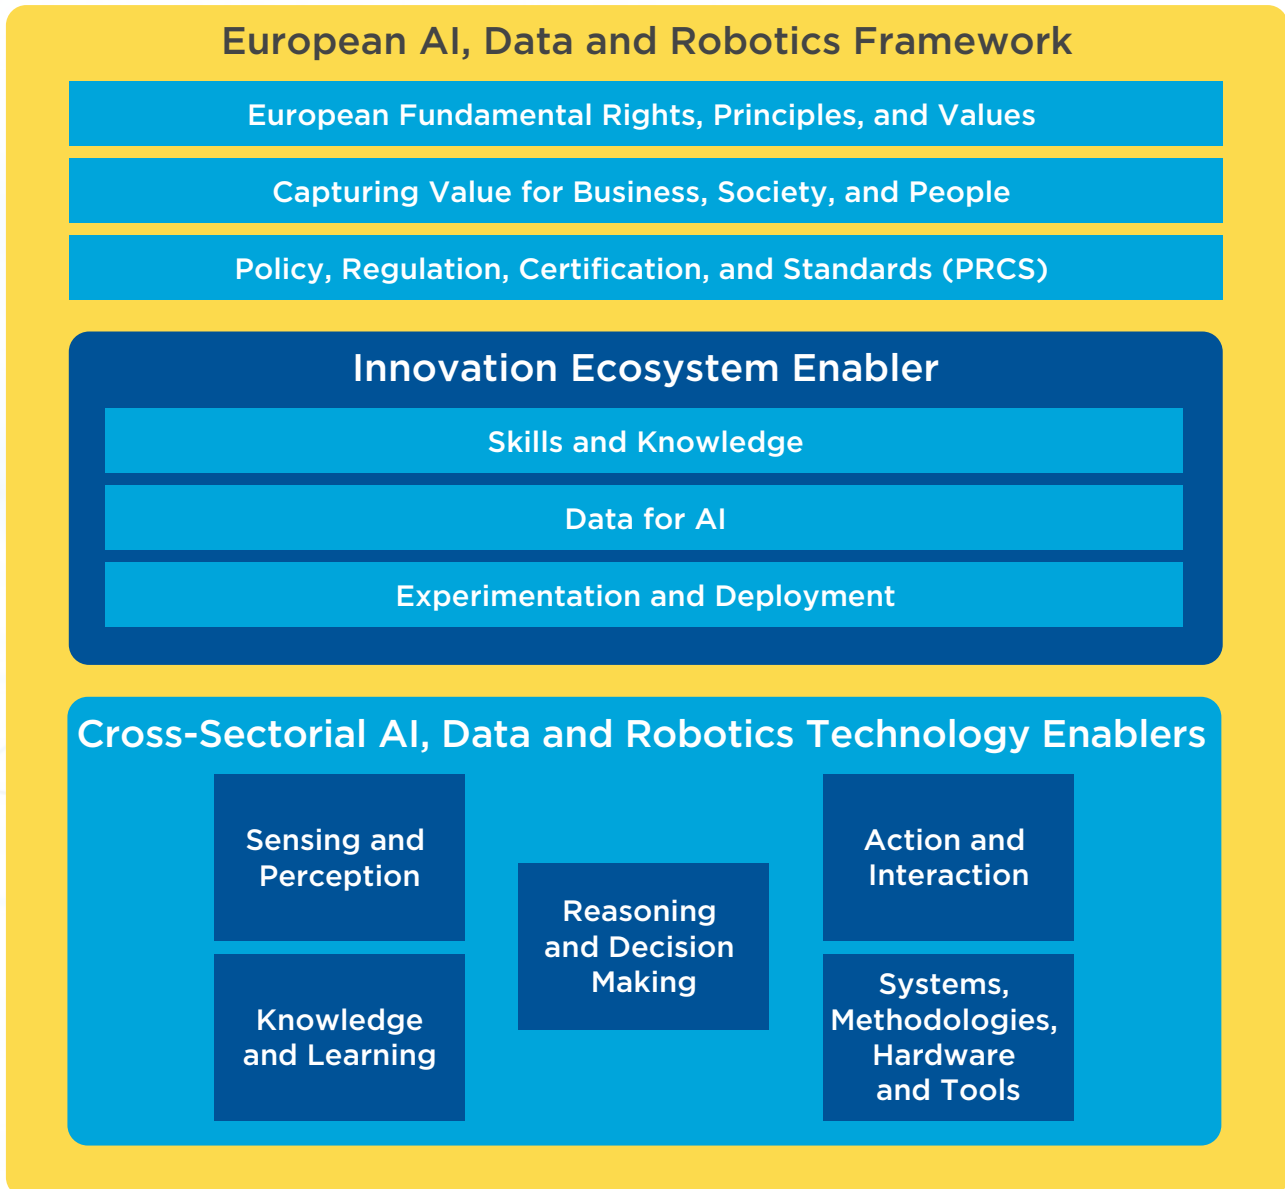 European AI, Data and Robotics Framework
European Fundamental Rights, Principles, and Values
Capturing Value for Business, Society, and People
Policy, Regulation, Certification, and Standards (PRCS)
Innovation Ecosystem Enabler
Skills and Knowledge
Data for AI
Experimentation and Deployment
Cross-Sectorial AI, Data and Robotics Technology Enablers
Sensing and
Perception
Knowledge
and Learning
Reasoning
and Decision
Making
Action and
Interaction
Systems,
Methodologies,
Hardware
and Tools